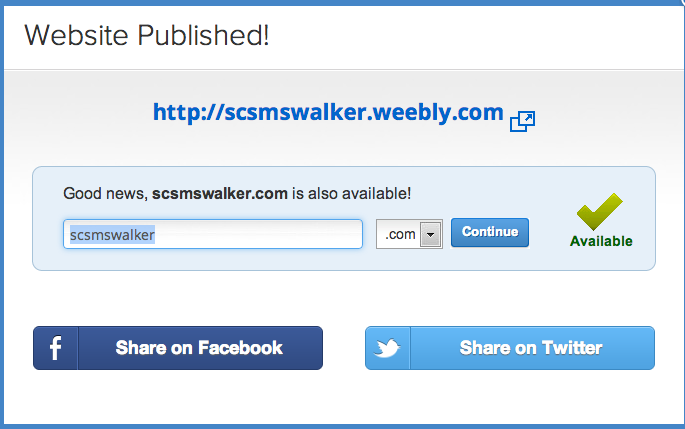 Website Published!
http://scsmswalker.weebly.com
Good news, scsmswalker.com is also available!
scsmswalker .com Continue
Available
f Share on Facebook Share on Twitter